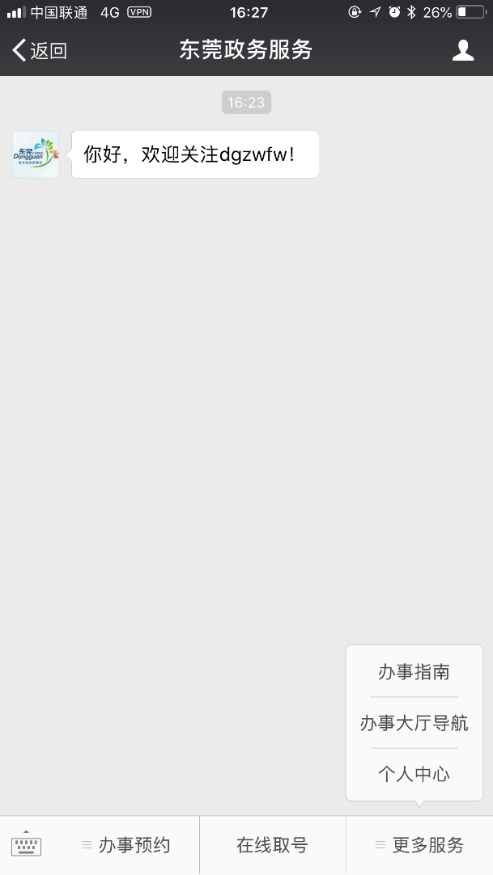 中国联通 4G VPN 16:27 26%
返回 东莞政务服务
16:23
东莞
Dongguan
你好，欢迎关注dgzwfw！
办事指南
办事大厅导航
个人中心
办事预约 在线取号 更多服务